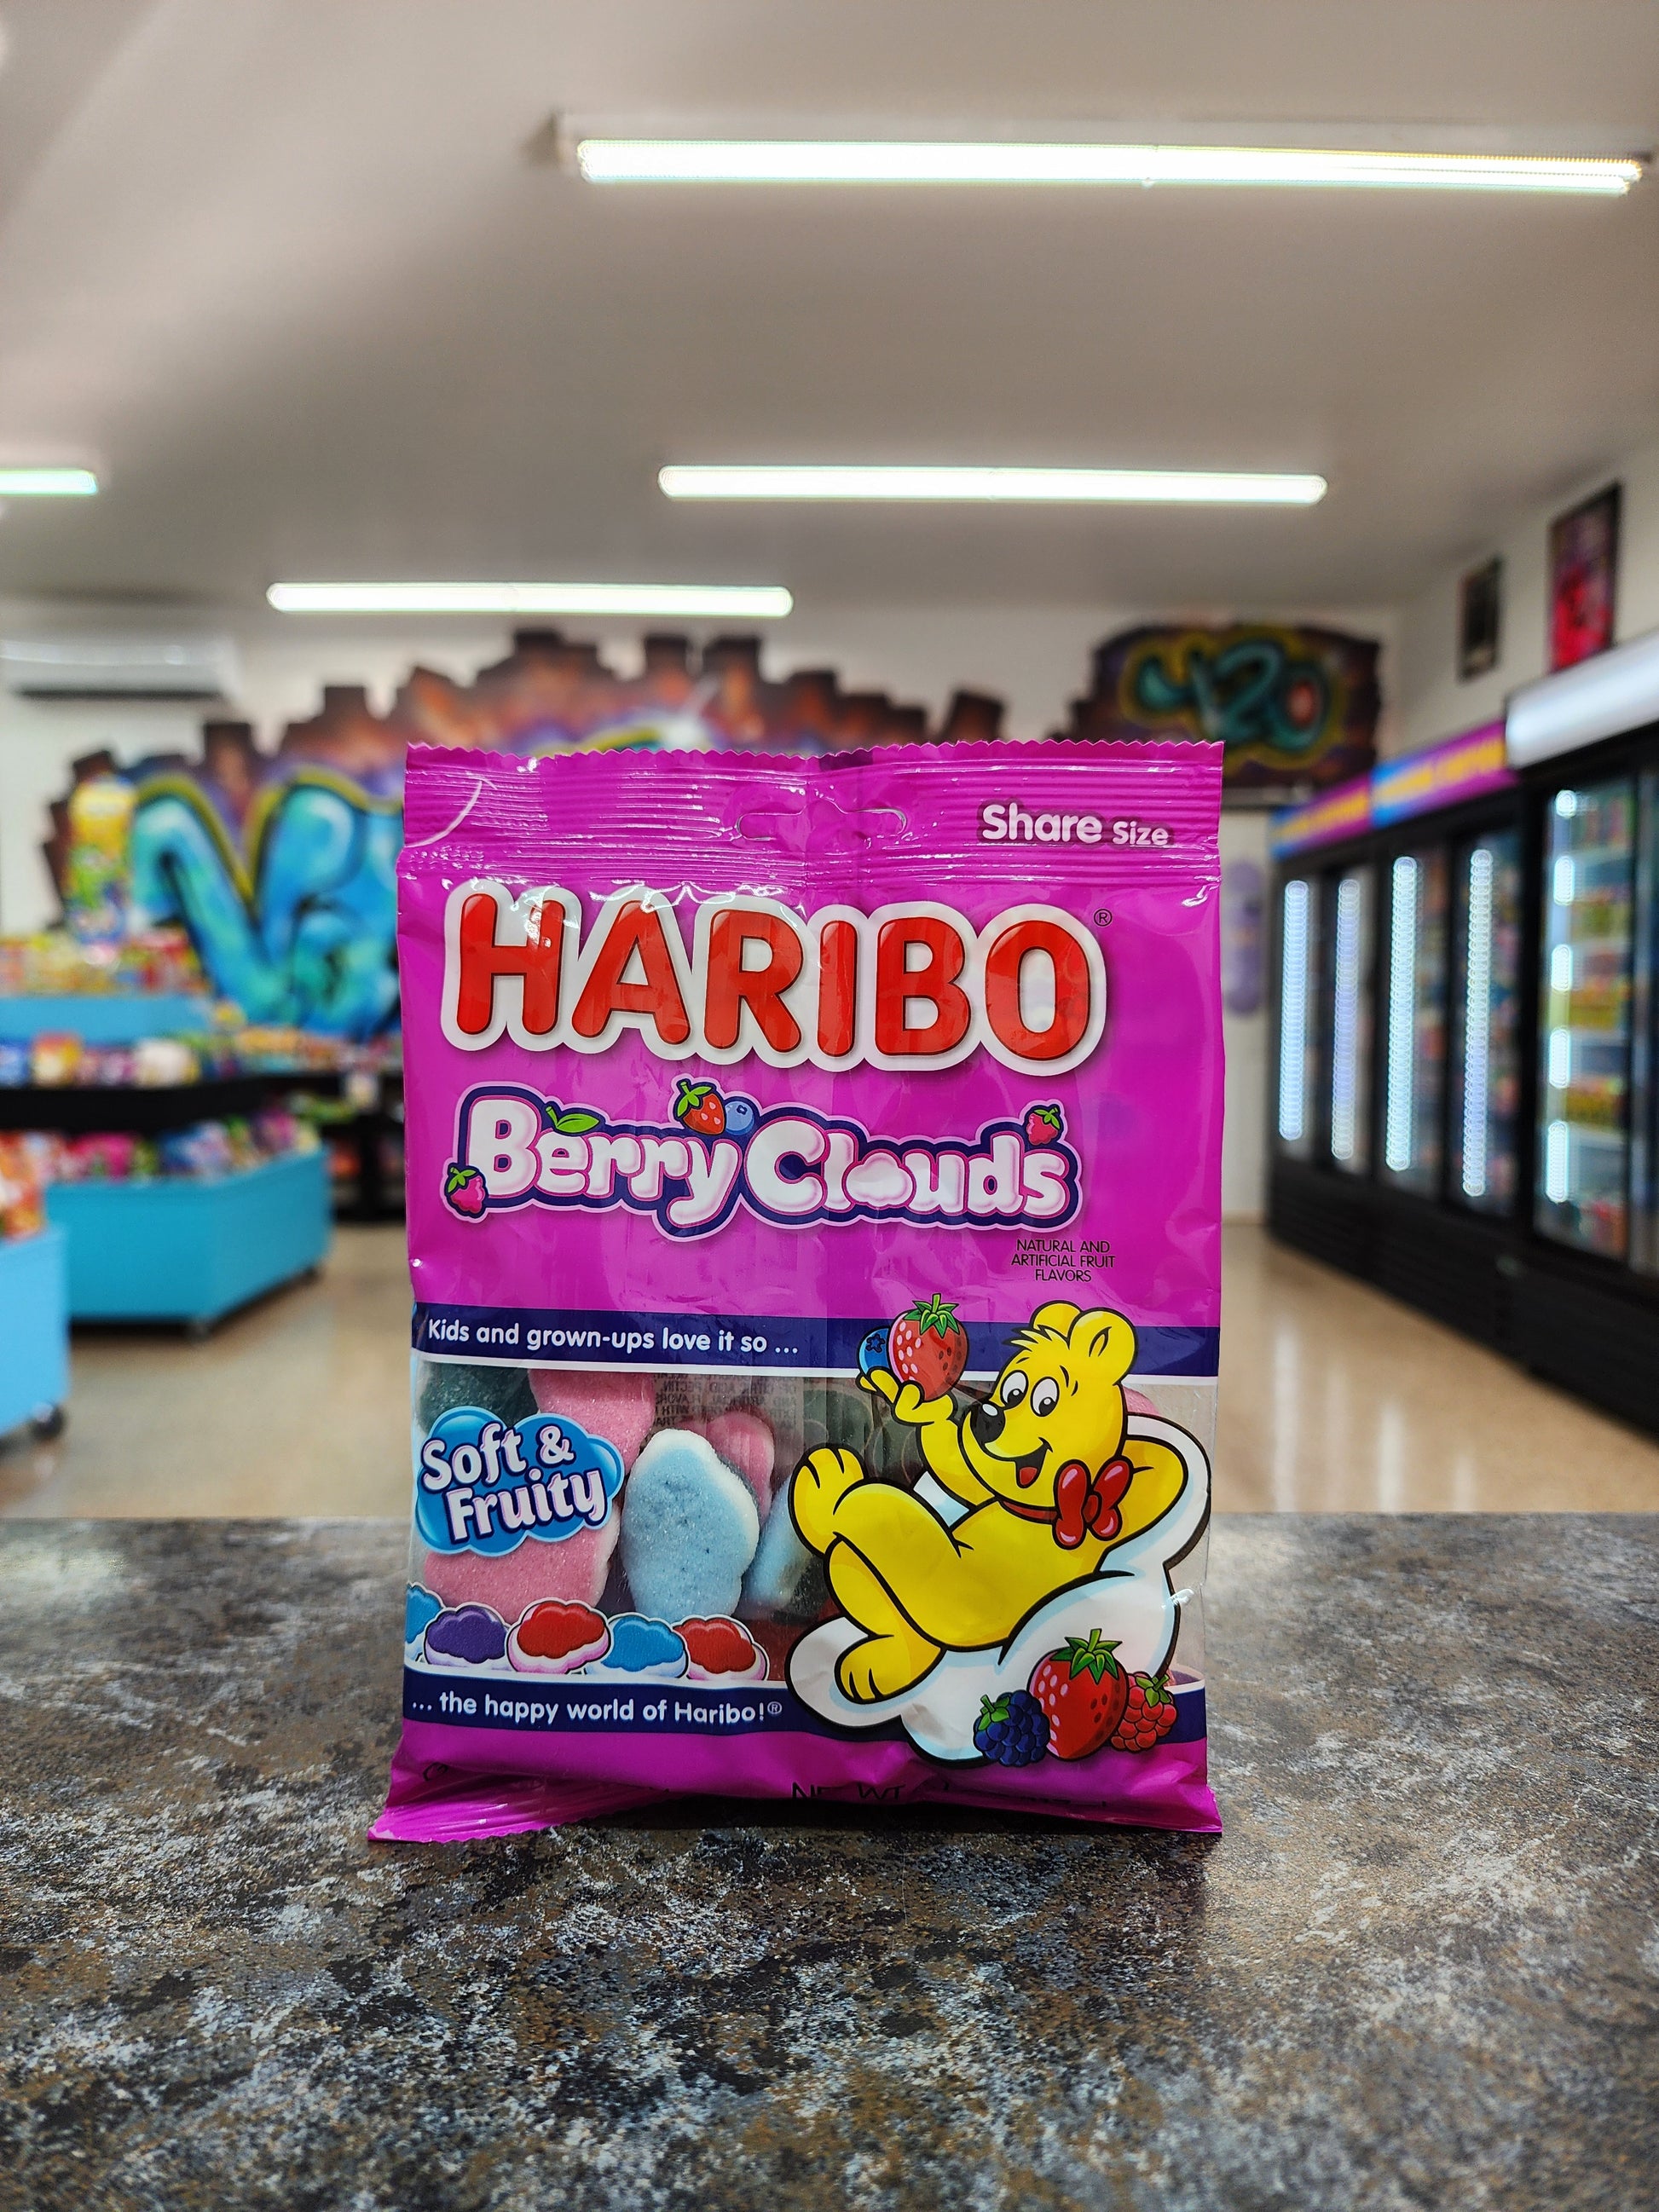 420
Share Size
HARIBO®
Berry Clouds
NATURAL AND
ARTIFICIAL FRUIT
FLAVORS
Kids and grown-ups love it so ...
Soft &
Fruity
... the happy world of Haribo!®